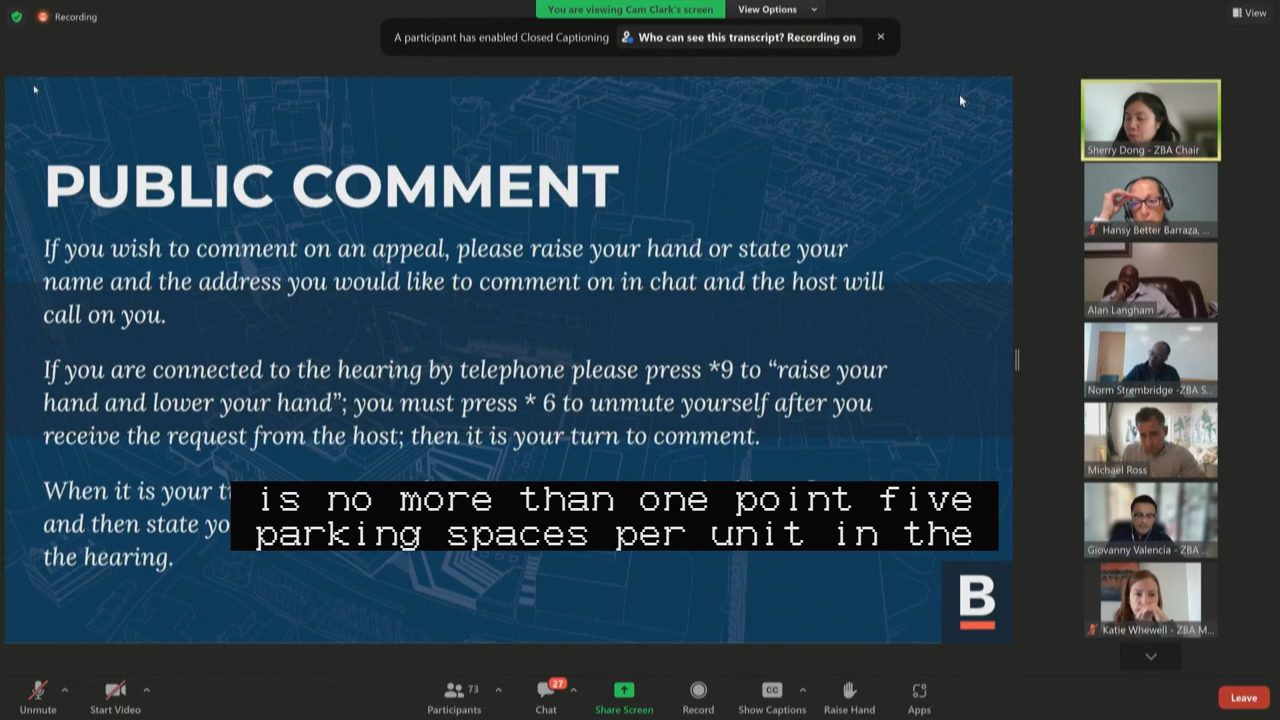 Recording
You are viewing Cam Clark's screen
View Options
View
A participant has enabled Closed Captioning
Who can see this transcript? Recording on
PUBLIC COMMENT
If you wish to comment on an appeal, please raise your hand or state your
name and the address you would like to comment on in chat and the host will
call on you.
If you are connected to the hearing by telephone please press *9 to “raise your
hand and lower your hand”; you must press * 6 to unmute yourself after you
receive the request from the host; then it is your turn to comment.
When it is your t
and then state yo
the hearing.
is no more than one point five
parking spaces per unit in the
B
Sherry Dong - ZBA Chair
Hansy Better Barraza, ...
Alan Langham
Norm Strembridge -ZBA S...
Michael Ross
Giovanny Valencia - ZBA ...
Katie Whewell - ZBA M...
Unmute
Start Video
Participants
73
Chat
27
Share Screen
Record
CC
Show Captions
Raise Hand
Apps
Leave